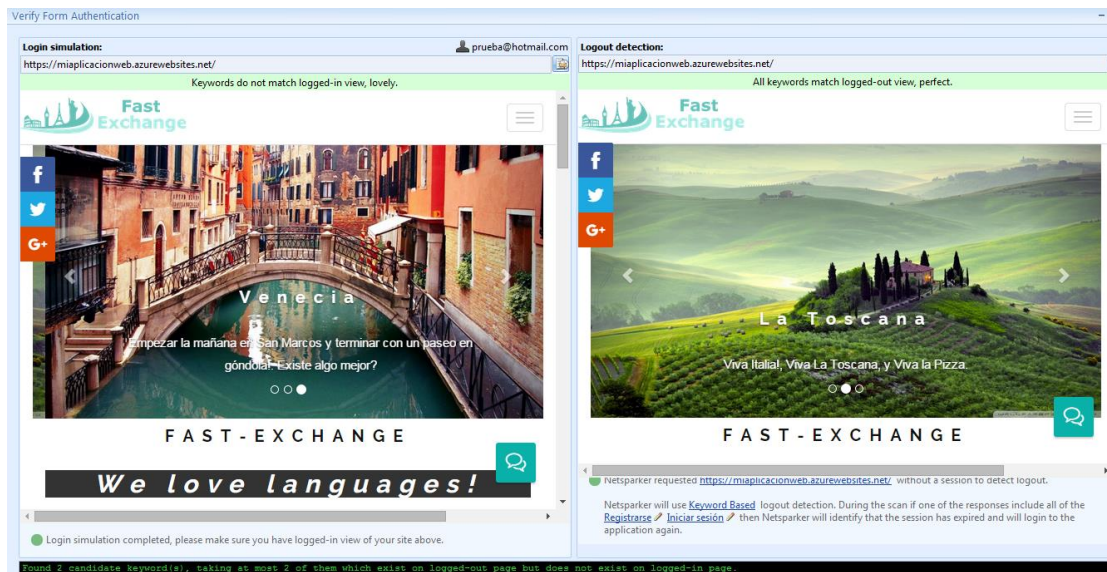 Verify Form Authentication
Login simulation:
prueba@hotmail.com
https://miaplicacionweb.azurewebsites.net/
Keywords do not match logged-in view, lovely.
Fast
Exchange
f
G+
Venecia
Empezar la mañana en San Marcos y terminar con un paseo en
góndola!. Existe algo mejor?
FAST-EXCHANGE
We love languages!
Login simulation completed, please make sure you have logged-in view of your site above.
Logout detection:
https://miaplicacionweb.azurewebsites.net/
All keywords match logged-out view, perfect.
Fast
Exchange
f
G+
La Toscana
Viva Italia!, Viva La Toscana, y Viva la Pizza.
FAST-EXCHANGE
Netsparker requested https://miaplicacionweb.azurewebsites.net/ without a session to detect logout.
Netsparker will use Keyword Based logout detection. During the scan if one of the responses include all of the
Registrarse Iniciar sesión then Netsparker will identify that the session has expired and will login to the
application again.
Found 2 candidate keyword(s), taking at most 2 of them which exist on logged-out page but does not exist on logged-in page.